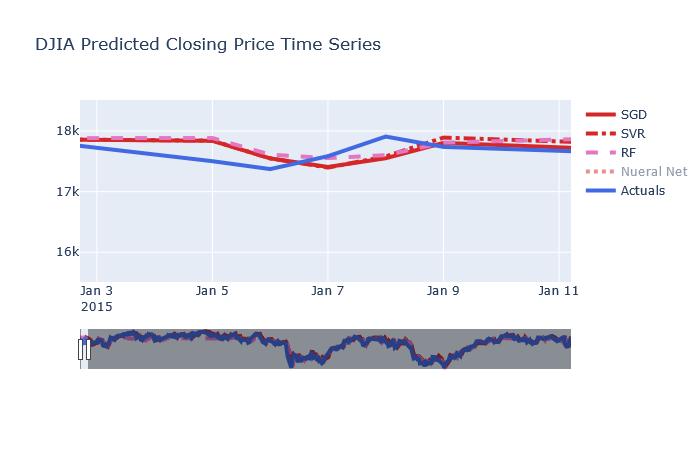 DJIA Predicted Closing Price Time Series
18k
17k
16k
Jan 3
2015
Jan 5
Jan 7
Jan 9
Jan 11
SGD
SVR
RF
Nueral Net
Actuals